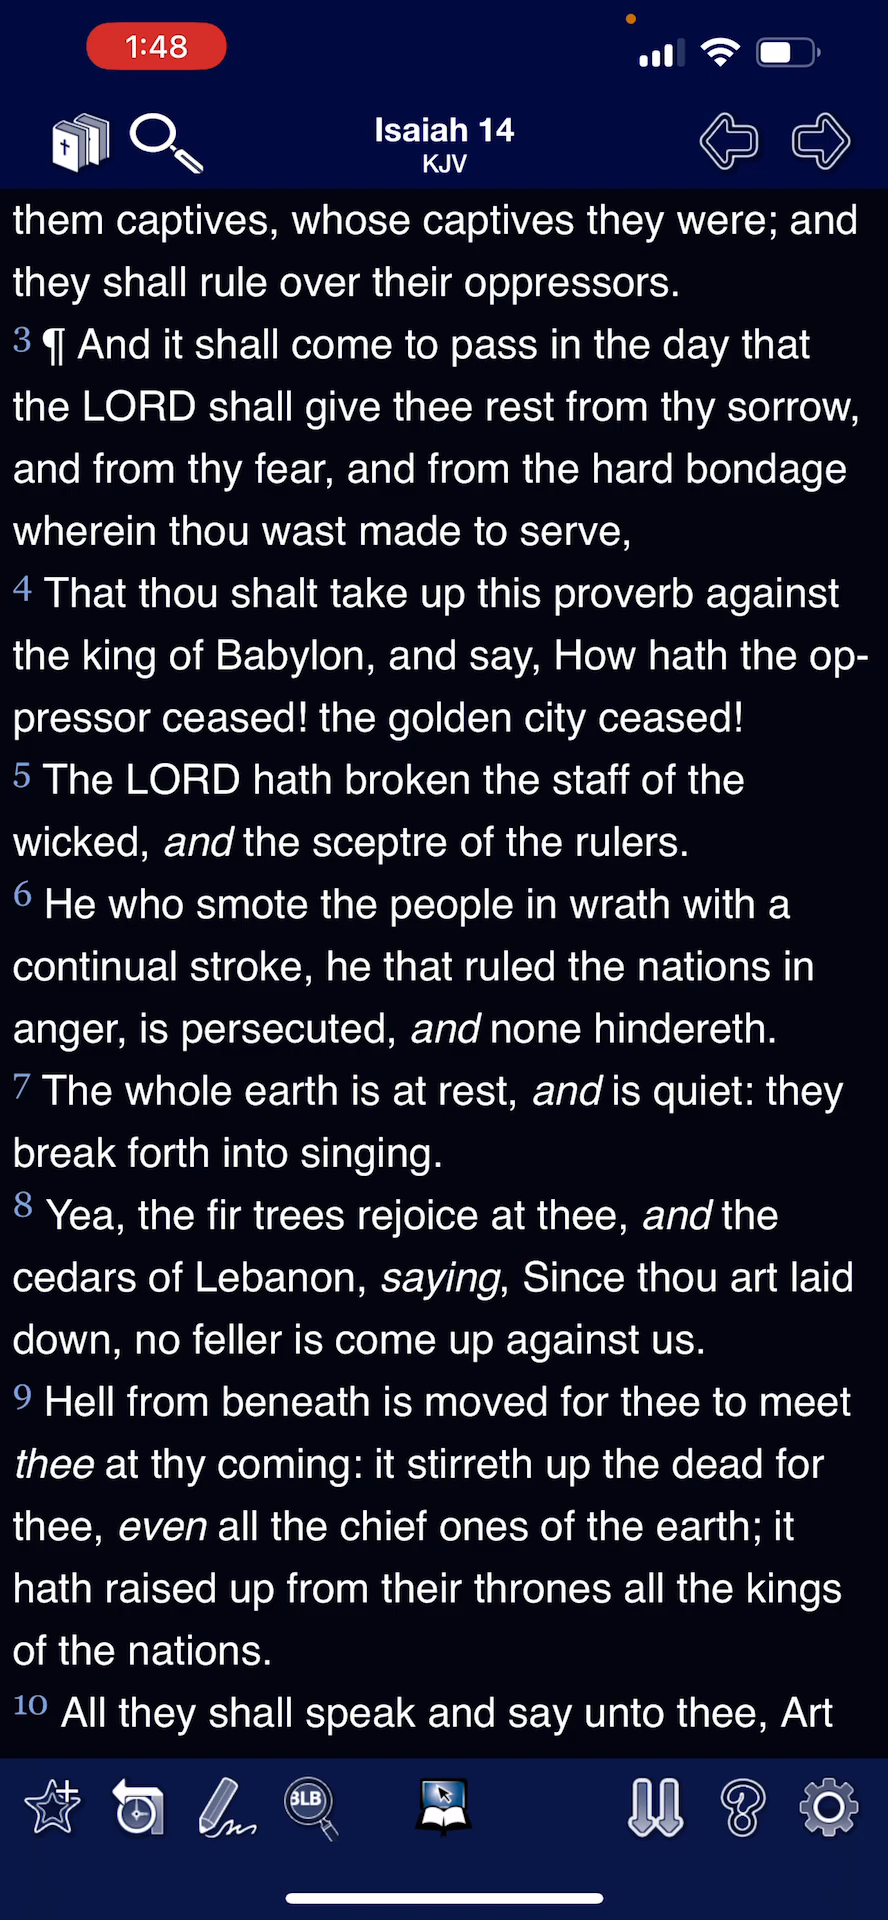 1:48
Isaiah 14
KJV
them captives, whose captives they were; and
they shall rule over their oppressors.
3 ¶ And it shall come to pass in the day that
the LORD shall give thee rest from thy sorrow,
and from thy fear, and from the hard bondage
wherein thou wast made to serve,
4 That thou shalt take up this proverb against
the king of Babylon, and say, How hath the op-
pressor ceased! the golden city ceased!
5 The LORD hath broken the staff of the
wicked, and the sceptre of the rulers.
6 He who smote the people in wrath with a
continual stroke, he that ruled the nations in
anger, is persecuted, and none hindereth.
7 The whole earth is at rest, and is quiet: they
break forth into singing.
8 Yea, the fir trees rejoice at thee, and the
cedars of Lebanon, saying, Since thou art laid
down, no feller is come up against us.
9 Hell from beneath is moved for thee to meet
thee at thy coming: it stirreth up the dead for
thee, even all the chief ones of the earth; it
hath raised up from their thrones all the kings
of the nations.
10 All they shall speak and say unto thee, Art
BLB